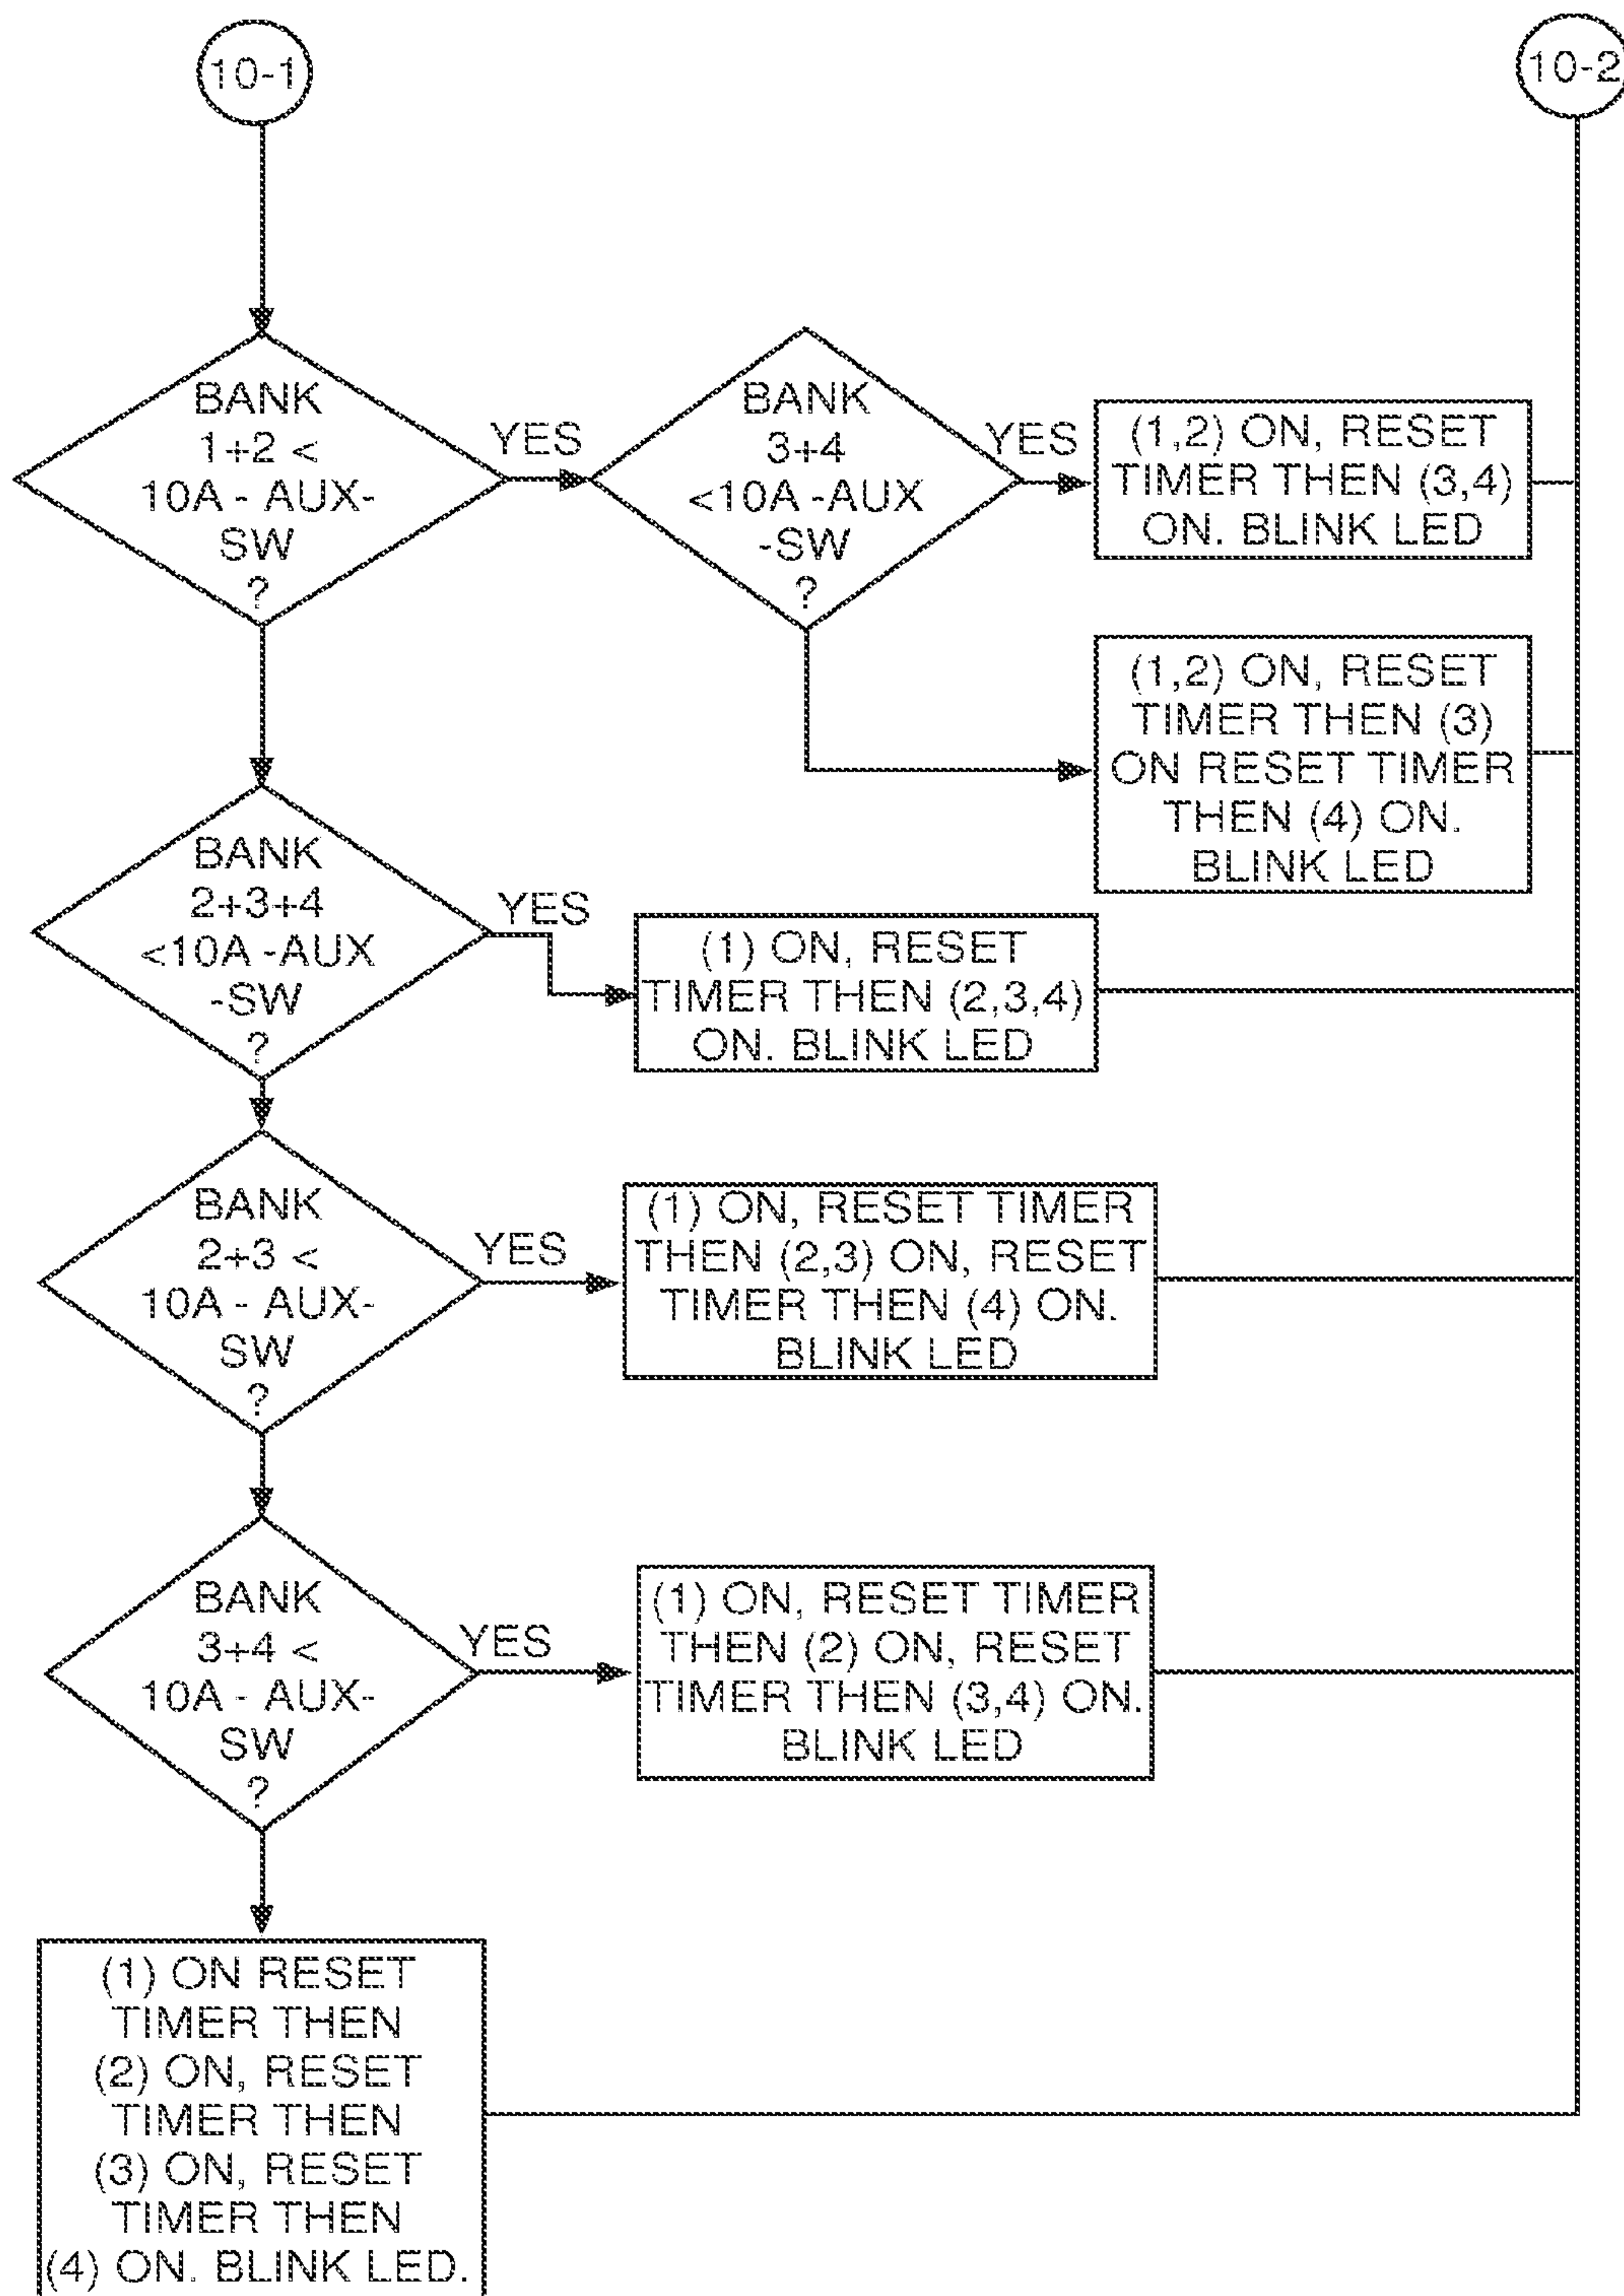 10-1
10-2
BANK
1+2 <
10A - AUX-
SW
?
YES
BANK
3+4
<10A -AUX
-SW
?
YES
(1,2) ON, RESET
TIMER THEN (3,4)
ON. BLINK LED
(1,2) ON, RESET
TIMER THEN (3)
ON RESET TIMER
THEN (4) ON.
BLINK LED
BANK
2+3+4
<10A -AUX
-SW
?
YES
(1) ON, RESET
TIMER THEN (2,3,4)
ON. BLINK LED
BANK
2+3 <
10A - AUX-
SW
?
YES
(1) ON, RESET TIMER
THEN (2,3) ON, RESET
TIMER THEN (4) ON.
BLINK LED
BANK
3+4 <
10A - AUX-
SW
?
YES
(1) ON, RESET TIMER
THEN (2) ON, RESET
TIMER THEN (3,4) ON.
BLINK LED
(1) ON RESET
TIMER THEN
(2) ON, RESET
TIMER THEN
(3) ON, RESET
TIMER THEN
(4) ON. BLINK LED.